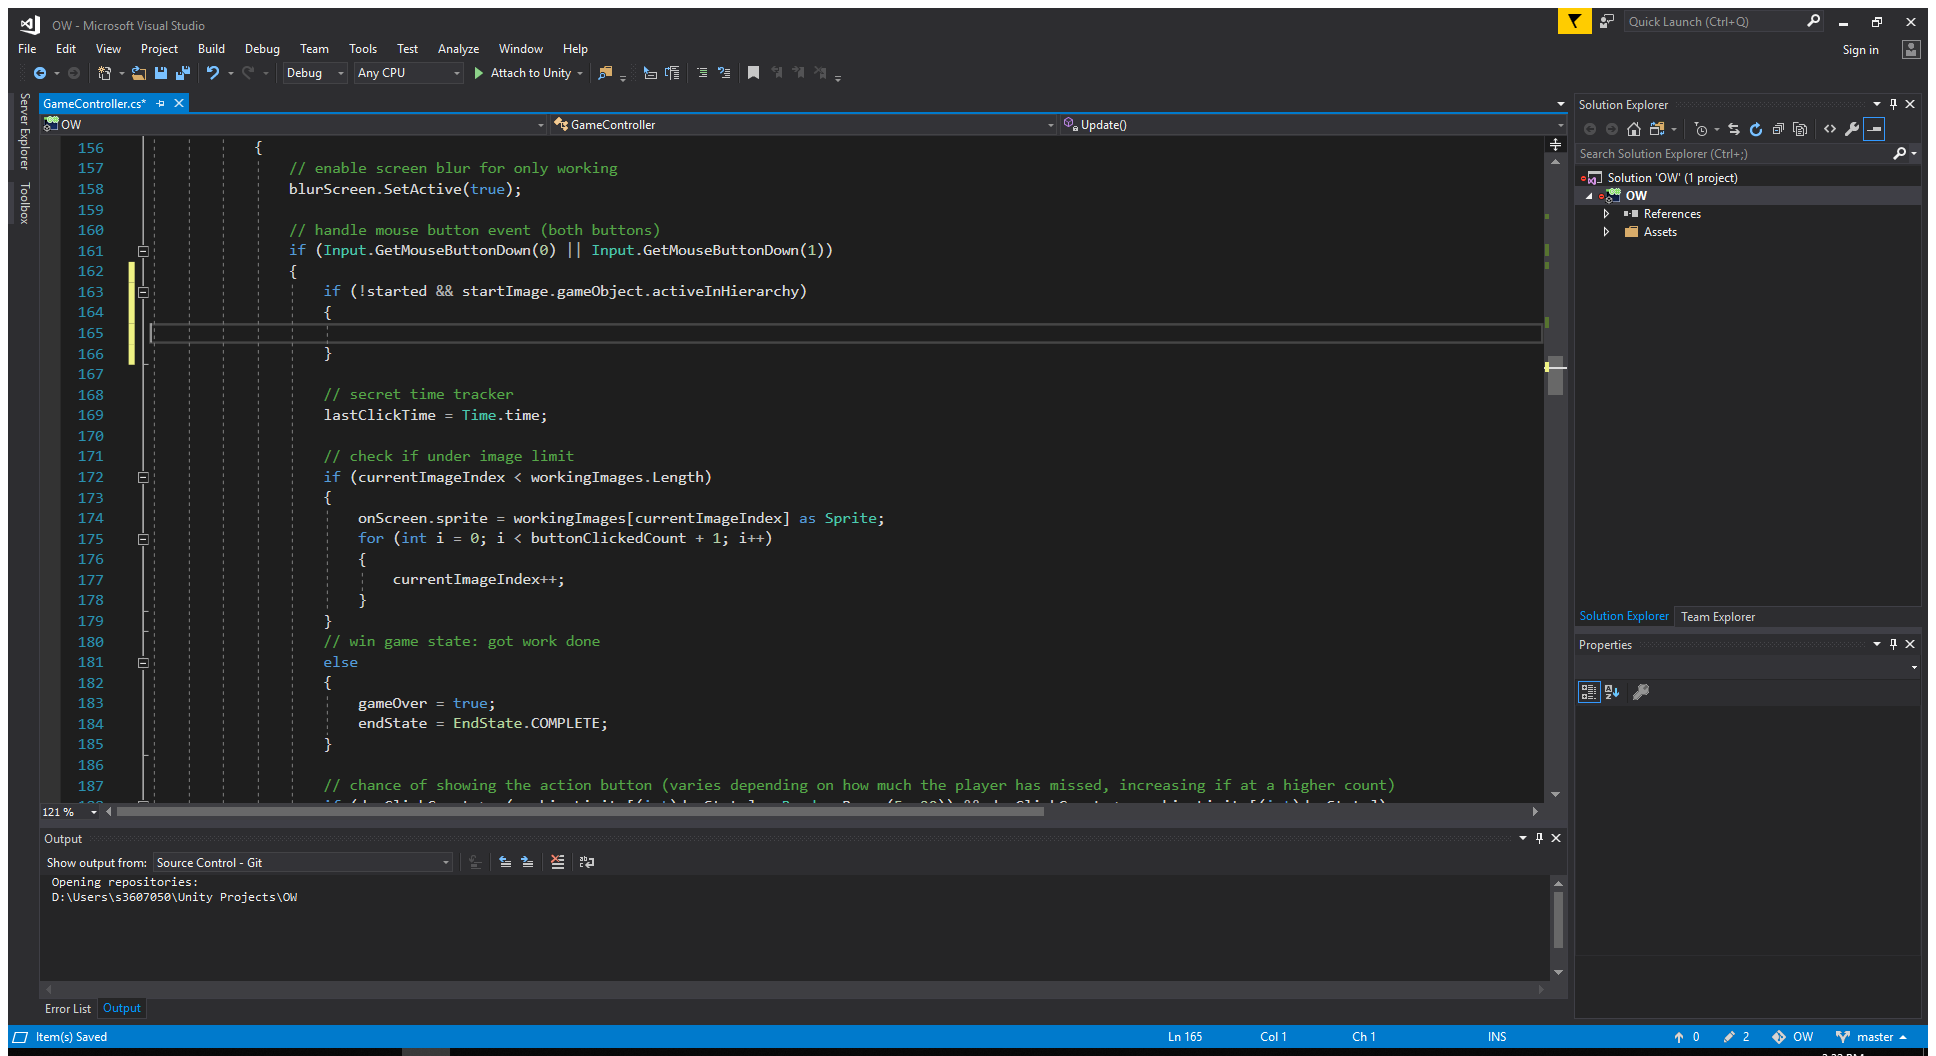 OW - Microsoft Visual Studio
Quick Launch (Ctrl+Q)
File Edit View Project Build Debug Team Tools Test Analyze Window Help
Sign in
Debug Any CPU Attach to Unity
Server Explorer
Toolbox
GameController.cs*
OW GameController Update()
156 {
157 // enable screen blur for only working
158 blurScreen.SetActive(true);
159
160 // handle mouse button event (both buttons)
161 if (Input.GetMouseButtonDown(0) || Input.GetMouseButtonDown(1))
162 {
163 if (!started && startImage.gameObject.activeInHierarchy)
164 {
165
166 }
167
168 // secret time tracker
169 lastClickTime = Time.time;
170
171 // check if under image limit
172 if (currentImageIndex < workingImages.Length)
173 {
174 onScreen.sprite = workingImages[currentImageIndex] as Sprite;
175 for (int i = 0; i < buttonClickedCount + 1; i++)
176 {
177 currentImageIndex++;
178 }
179 }
180 // win game state: got work done
181 else
182 {
183 gameOver = true;
184 endState = EndState.COMPLETE;
185 }
186
187 // chance of showing the action button (varies depending on how much the player has missed, increasing if at a higher count)
121 %
Output
Show output from: Source Control - Git
Opening repositories:
D:\Users\s3607050\Unity Projects\OW
Error List Output
Solution Explorer
Search Solution Explorer (Ctrl+;)
Solution 'OW' (1 project)
OW
References
Assets
Solution Explorer Team Explorer
Properties
Item(s) Saved Ln 165 Col 1 Ch 1 INS 0 2 OW master